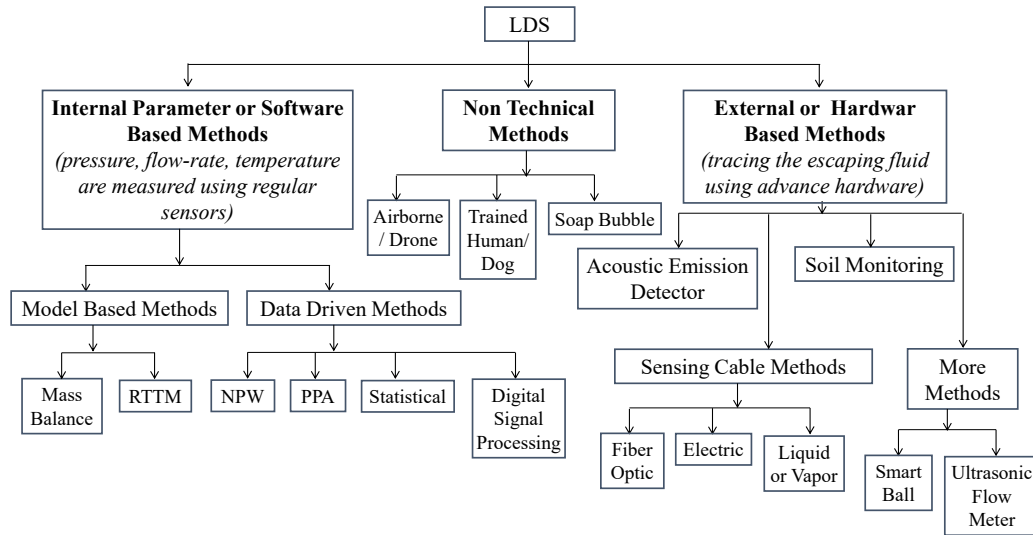 LDS
Internal Parameter or Software
Based Methods
(pressure, flow-rate, temperature
are measured using regular
sensors)
Non Technical
Methods
External or Hardwar
Based Methods
(tracing the escaping fluid
using advance hardware)
Airborne
/ Drone
Trained
Human/
Dog
Soap Bubble
Acoustic Emission
Detector
Soil Monitoring
Model Based Methods
Data Driven Methods
Sensing Cable Methods
More
Methods
Mass
Balance
RTTM
NPW
PPA
Statistical
Digital
Signal
Processing
Fiber
Optic
Electric
Liquid
or Vapor
Smart
Ball
Ultrasonic
Flow
Meter